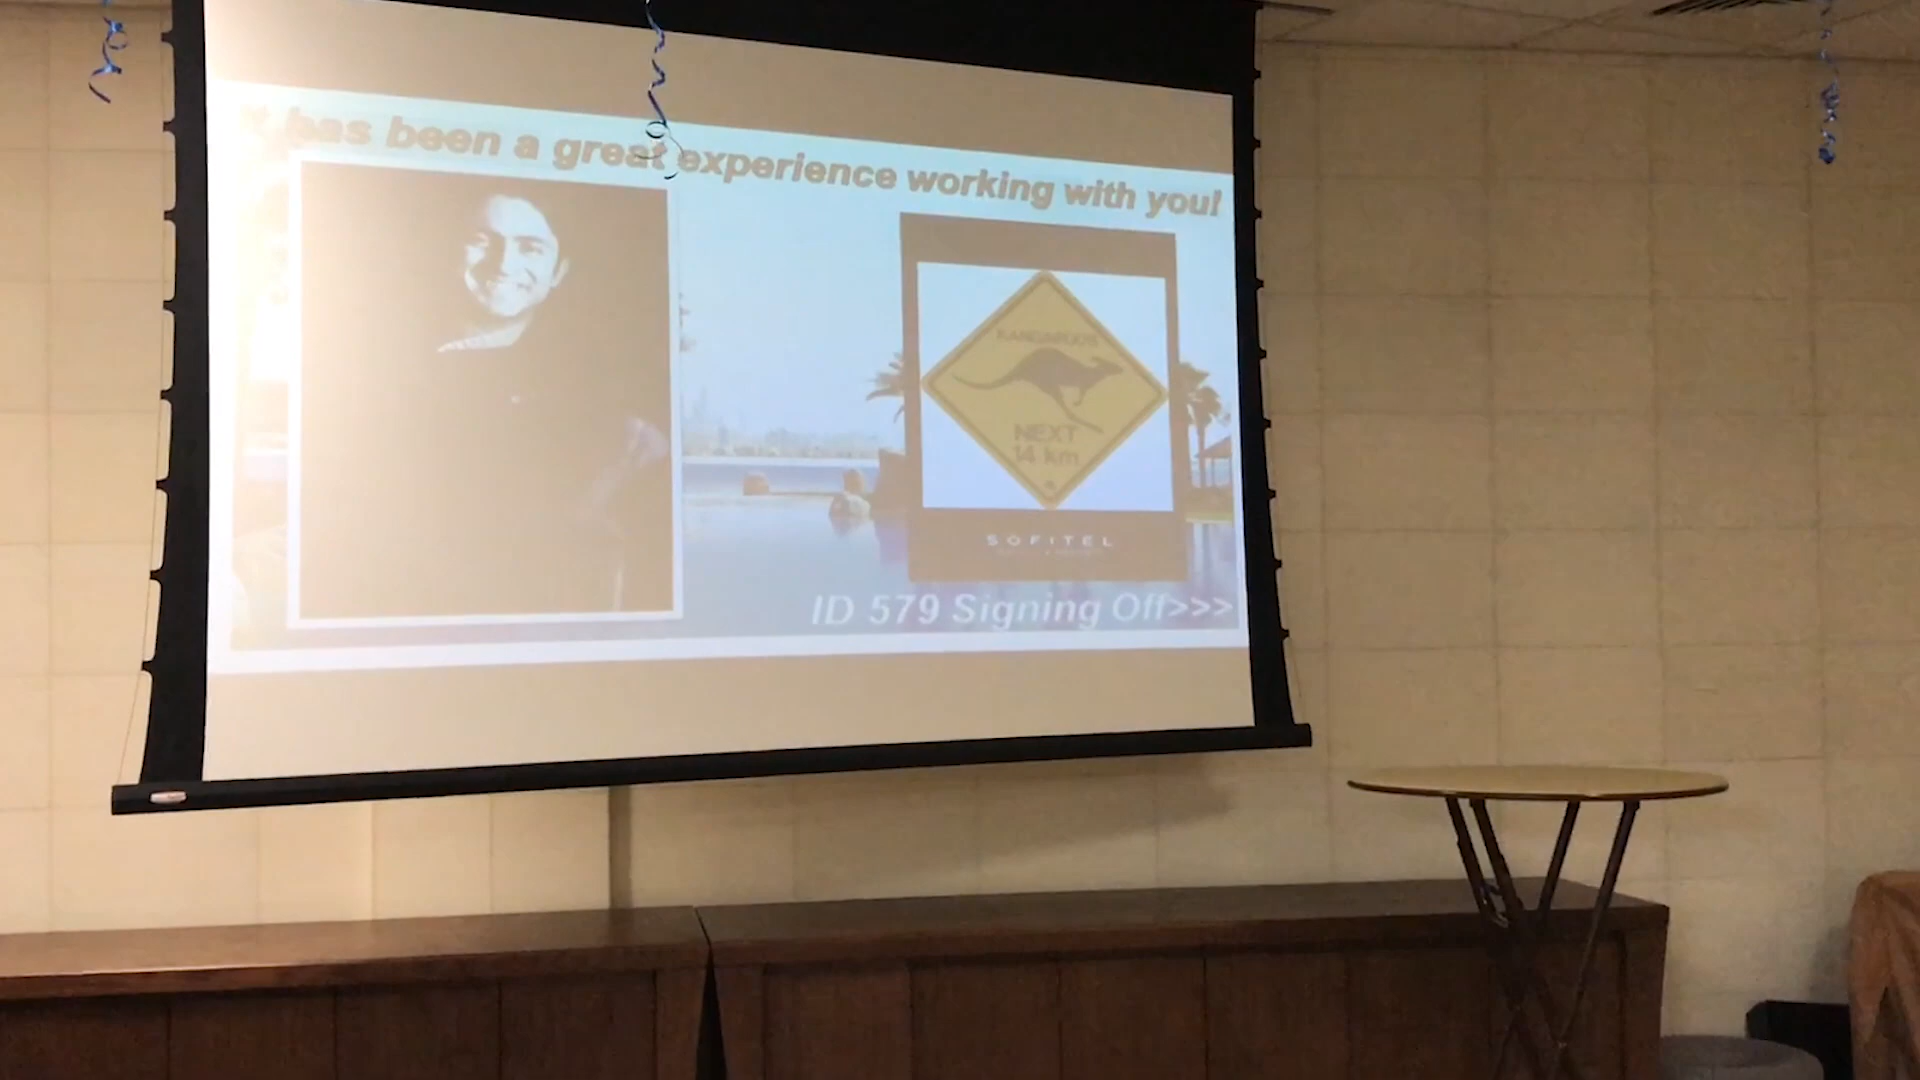 has been a great experience working with you!
KANGAROOS
NEXT
14 km
SOFITEL
ID 579 Signing Off>>>